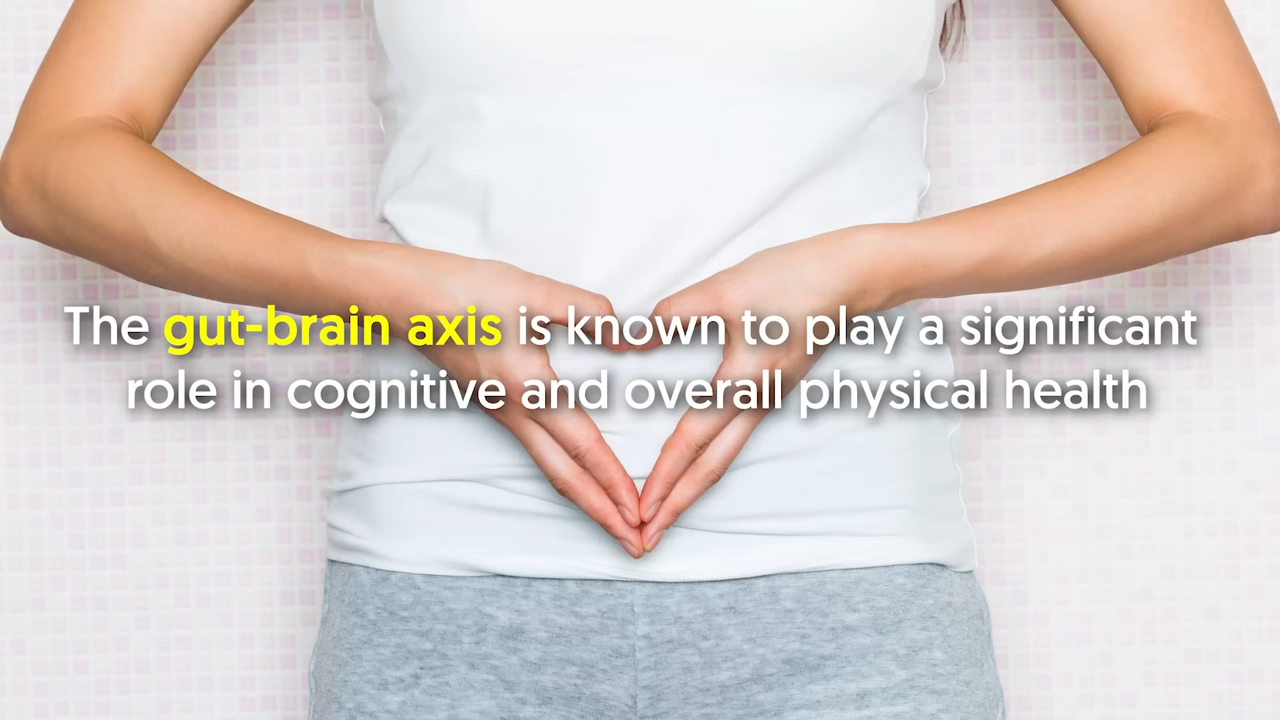 The gut-brain axis is known to play a significant
role in cognitive and overall physical health